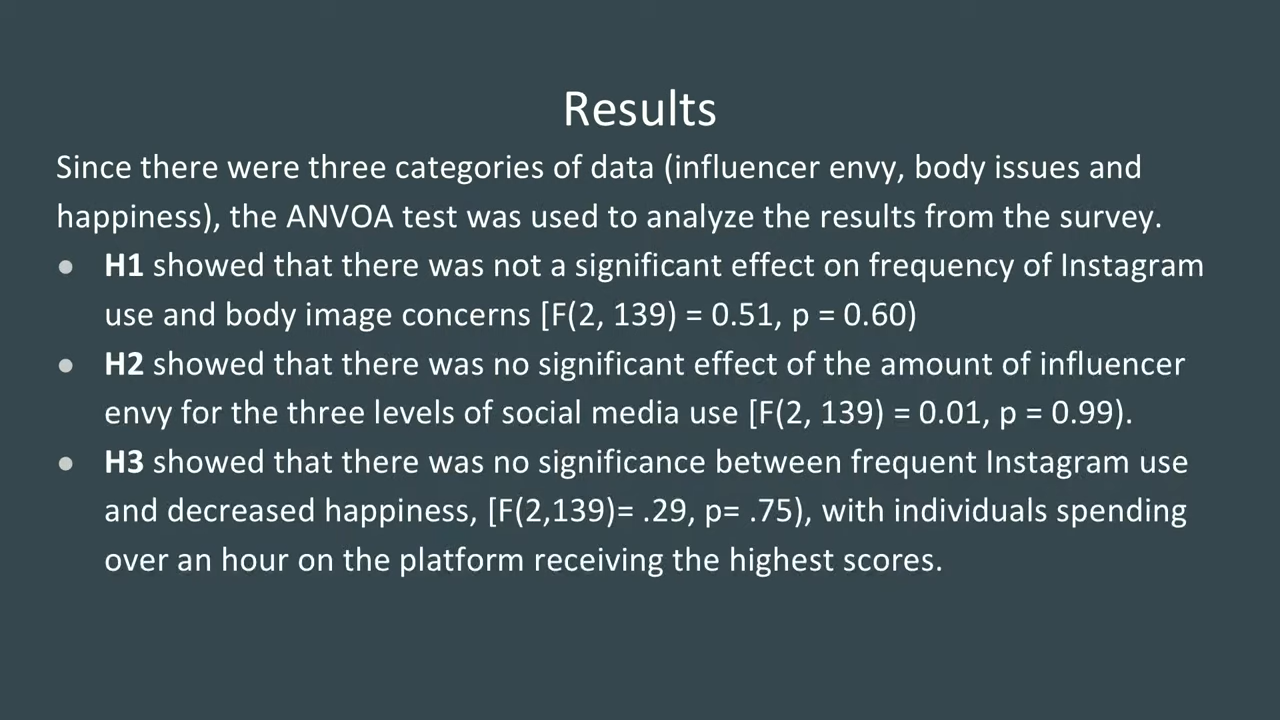 Results
Since there were three categories of data (influencer envy, body issues and
happiness), the ANVOA test was used to analyze the results from the survey.
● H1 showed that there was not a significant effect on frequency of Instagram
use and body image concerns [F(2, 139) = 0.51, p = 0.60)
● H2 showed that there was no significant effect of the amount of influencer
envy for the three levels of social media use [F(2, 139) = 0.01, p = 0.99).
● H3 showed that there was no significance between frequent Instagram use
and decreased happiness, [F(2,139)= .29, p= .75), with individuals spending
over an hour on the platform receiving the highest scores.